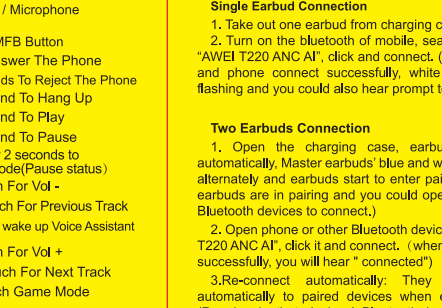 / Microphone
MFB Button
swer The Phone
ds To Reject The Phone
nd To Hang Up
nd To Play
nd To Pause
2 seconds to
ode(Pause status）
For Vol -
ch For Previous Track
wake up Voice Assistant
For Vol +
uch For Next Track
ch Game Mode
Single Earbud Connection
1. Take out one earbud from charging c
2. Turn on the bluetooth of mobile, sea
“AWEI T220 ANC AI”, click and connect. (
and phone connect successfully, white
flashing and you could also hear prompt t
Two Earbuds Connection
1. Open the charging case, earbu
automatically, Master earbuds’ blue and w
alternately and earbuds start to enter pai
earbuds are in pairing and you could ope
Bluetooth devices to connect.)
2. Open phone or other Bluetooth devic
T220 ANC AI”, click it and connect.（wher
successfully, you will hear " connected")
3.Re-connect automatically: They
automatically to paired devices when